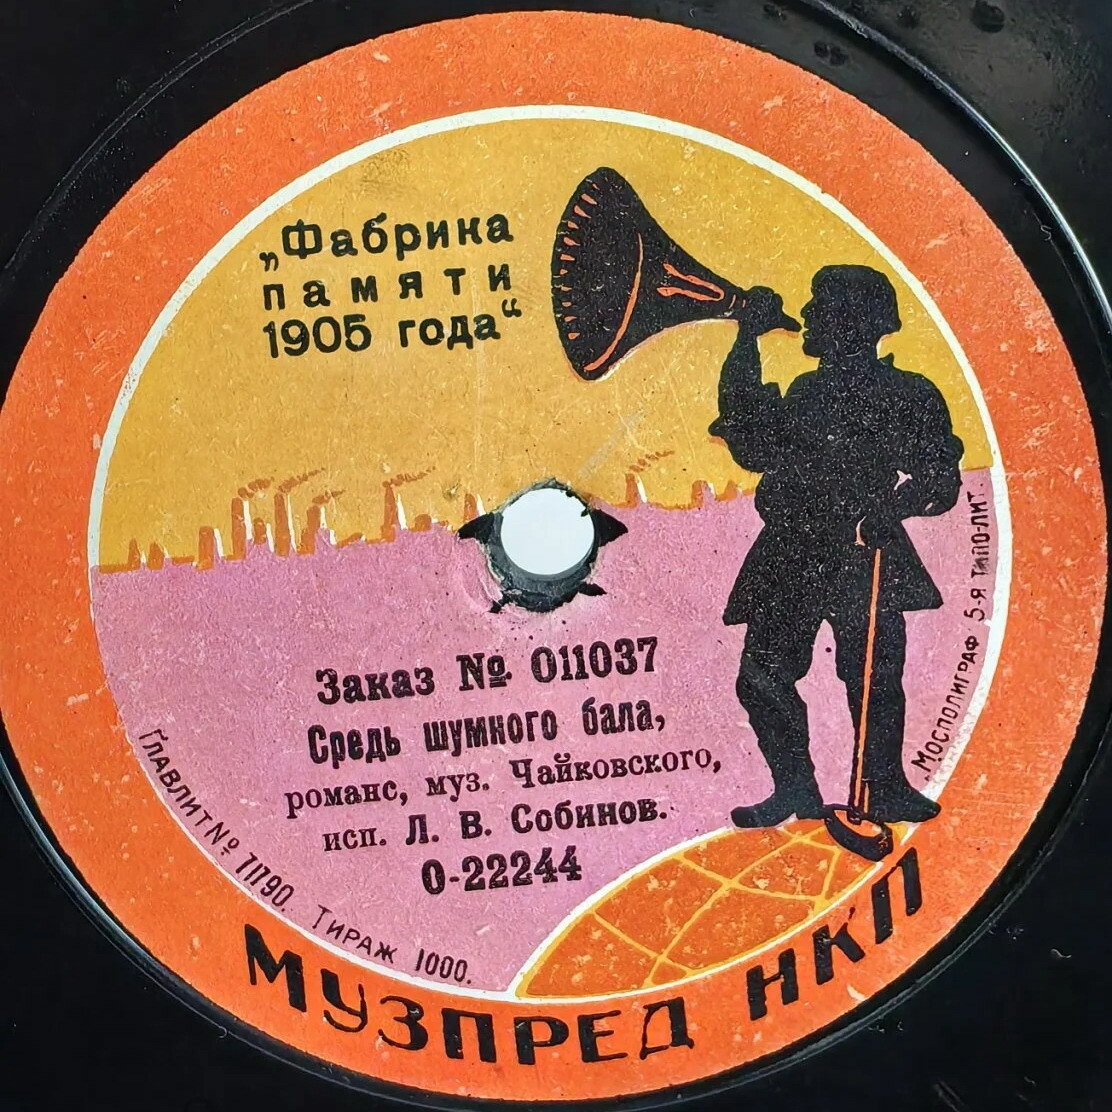 „Фабрика
памяти
1905 года“
Заказ № 011037
Средь шумного бала,
романс, муз. Чайковского,
исп. Л. В. Собинов.
О-22244
Главлит № 71190. Тираж 1000.
„Мосполиграф 5-я типо-лит.
МУЗПРЕД НКП